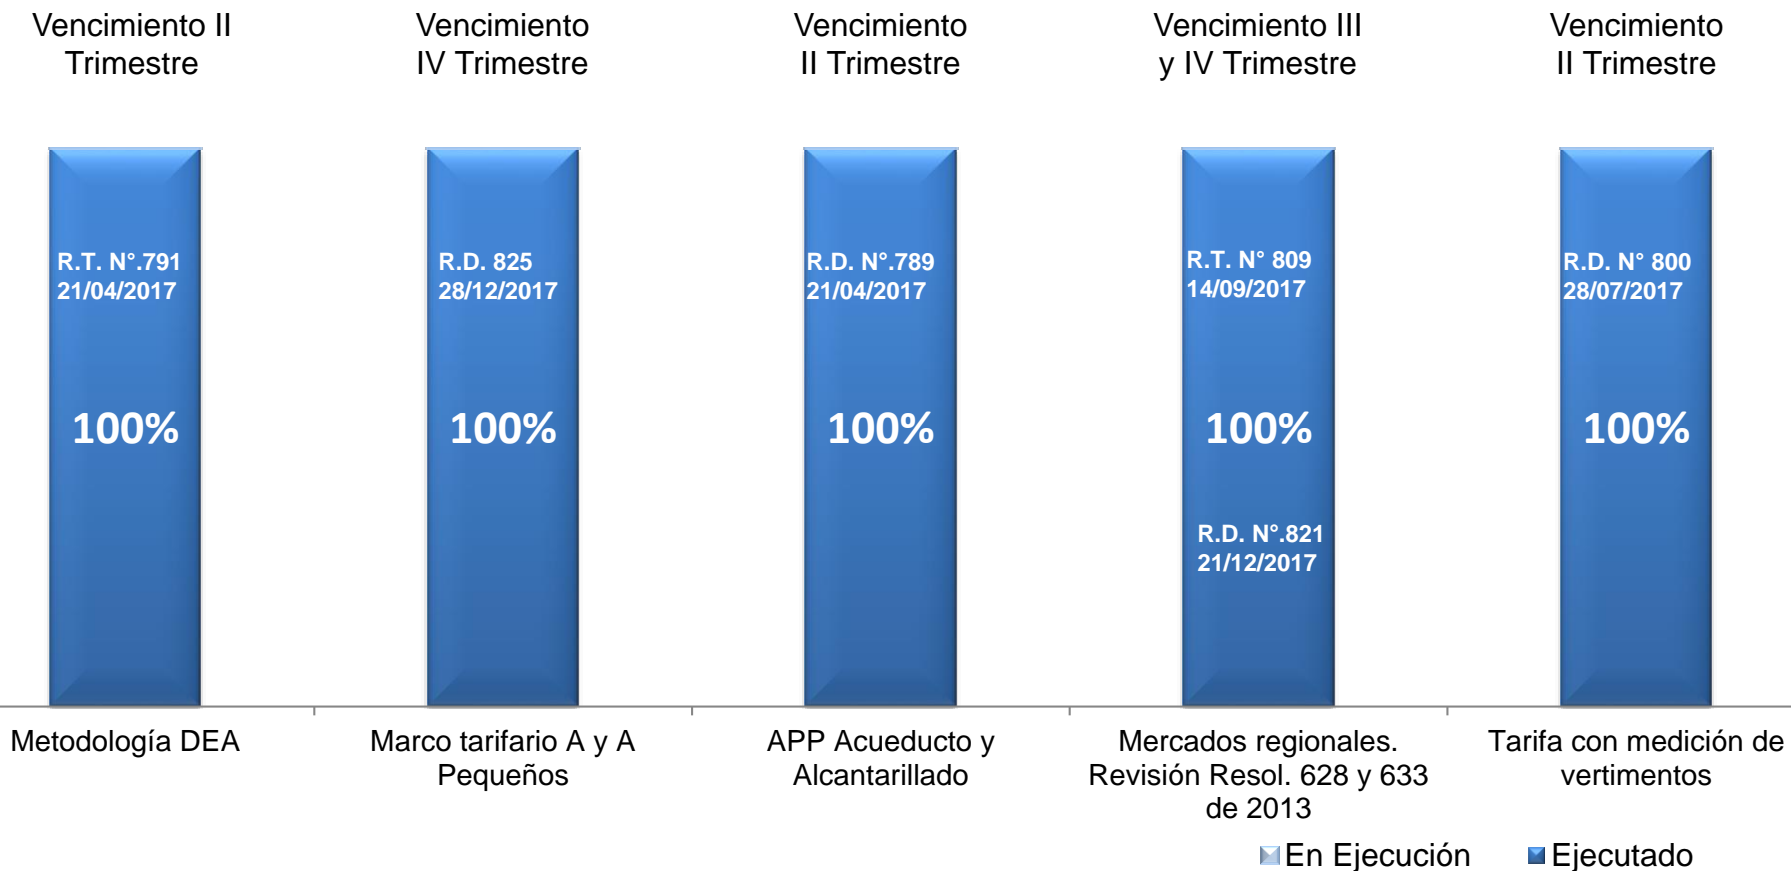 Vencimiento II
Trimestre
Vencimiento
IV Trimestre
Vencimiento
II Trimestre
Vencimiento III
y IV Trimestre
Vencimiento
II Trimestre
R.T. N°.791
21/04/2017
R.D. 825
28/12/2017
R.D. N°.789
21/04/2017
R.T. N° 809
14/09/2017
R.D. N° 800
28/07/2017
100%
100%
100%
100%
100%
R.D. N°.821
21/12/2017
Metodología DEA
Marco tarifario A y A
Pequeños
APP Acueducto y
Alcantarillado
Mercados regionales.
Revisión Resol. 628 y 633
de 2013
Tarifa con medición de
vertimentos
En Ejecución
Ejecutado